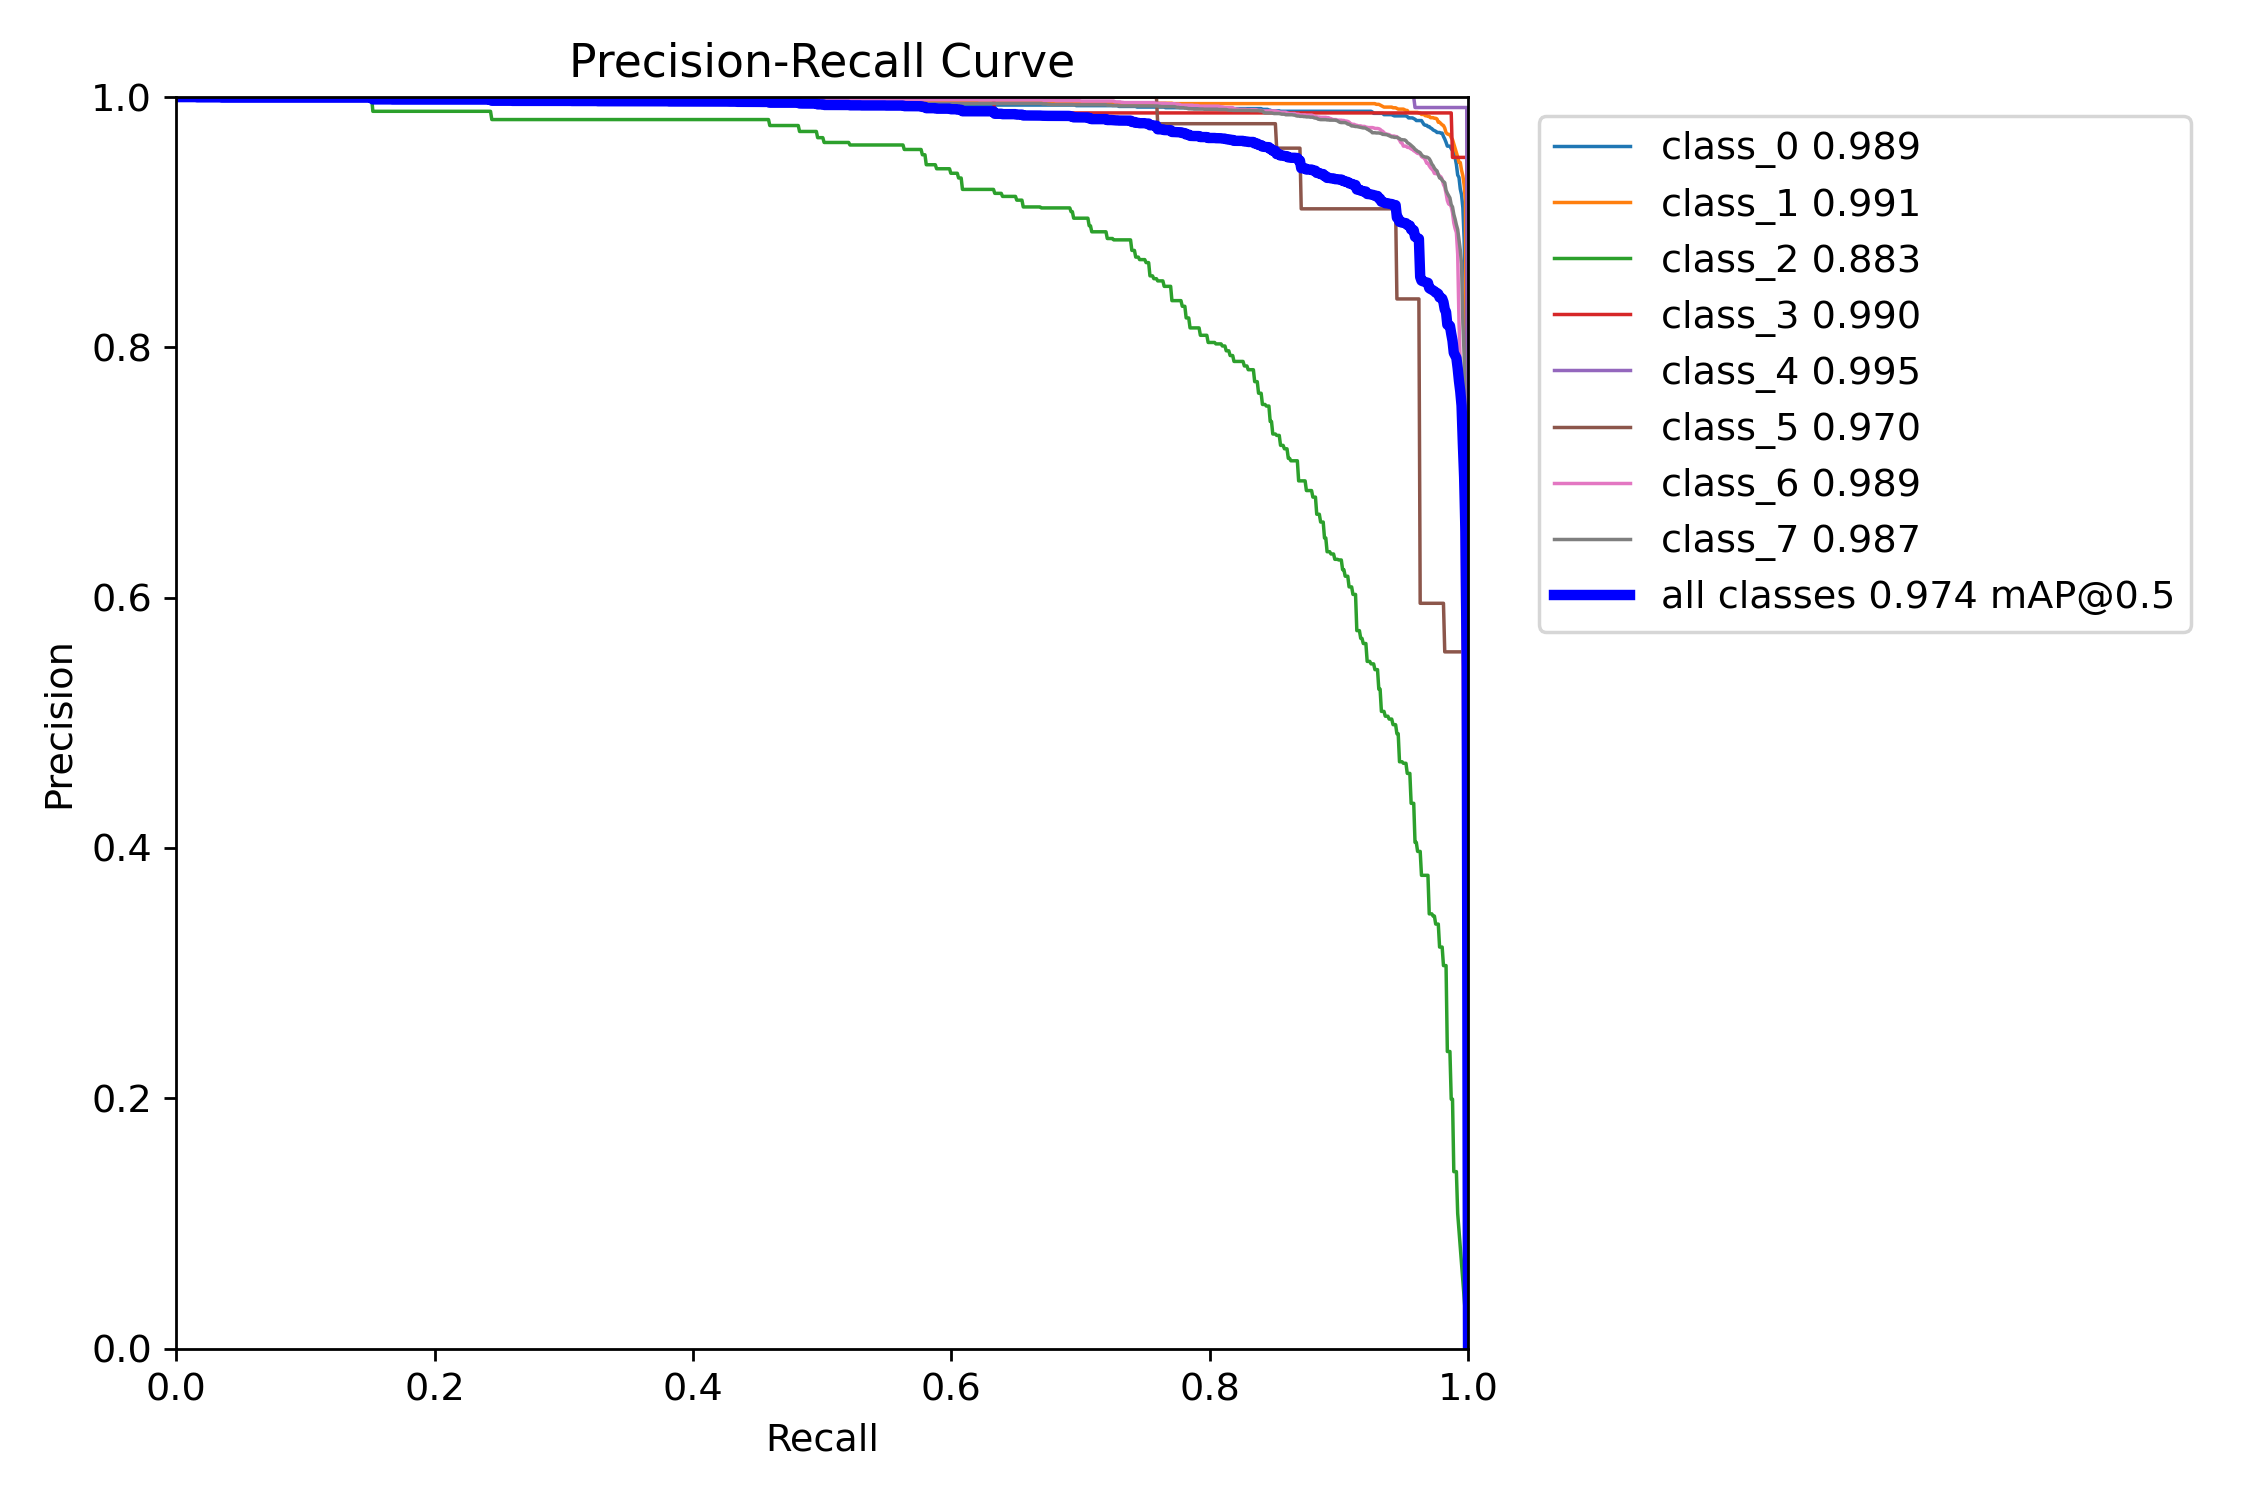 Precision-Recall Curve
1.0
0.8
0.6
0.4
0.2
0.0
Precision
0.0 0.2 0.4 0.6 0.8 1.0
Recall
class_0 0.989
class_1 0.991
class_2 0.883
class_3 0.990
class_4 0.995
class_5 0.970
class_6 0.989
class_7 0.987
all classes 0.974 mAP@0.5